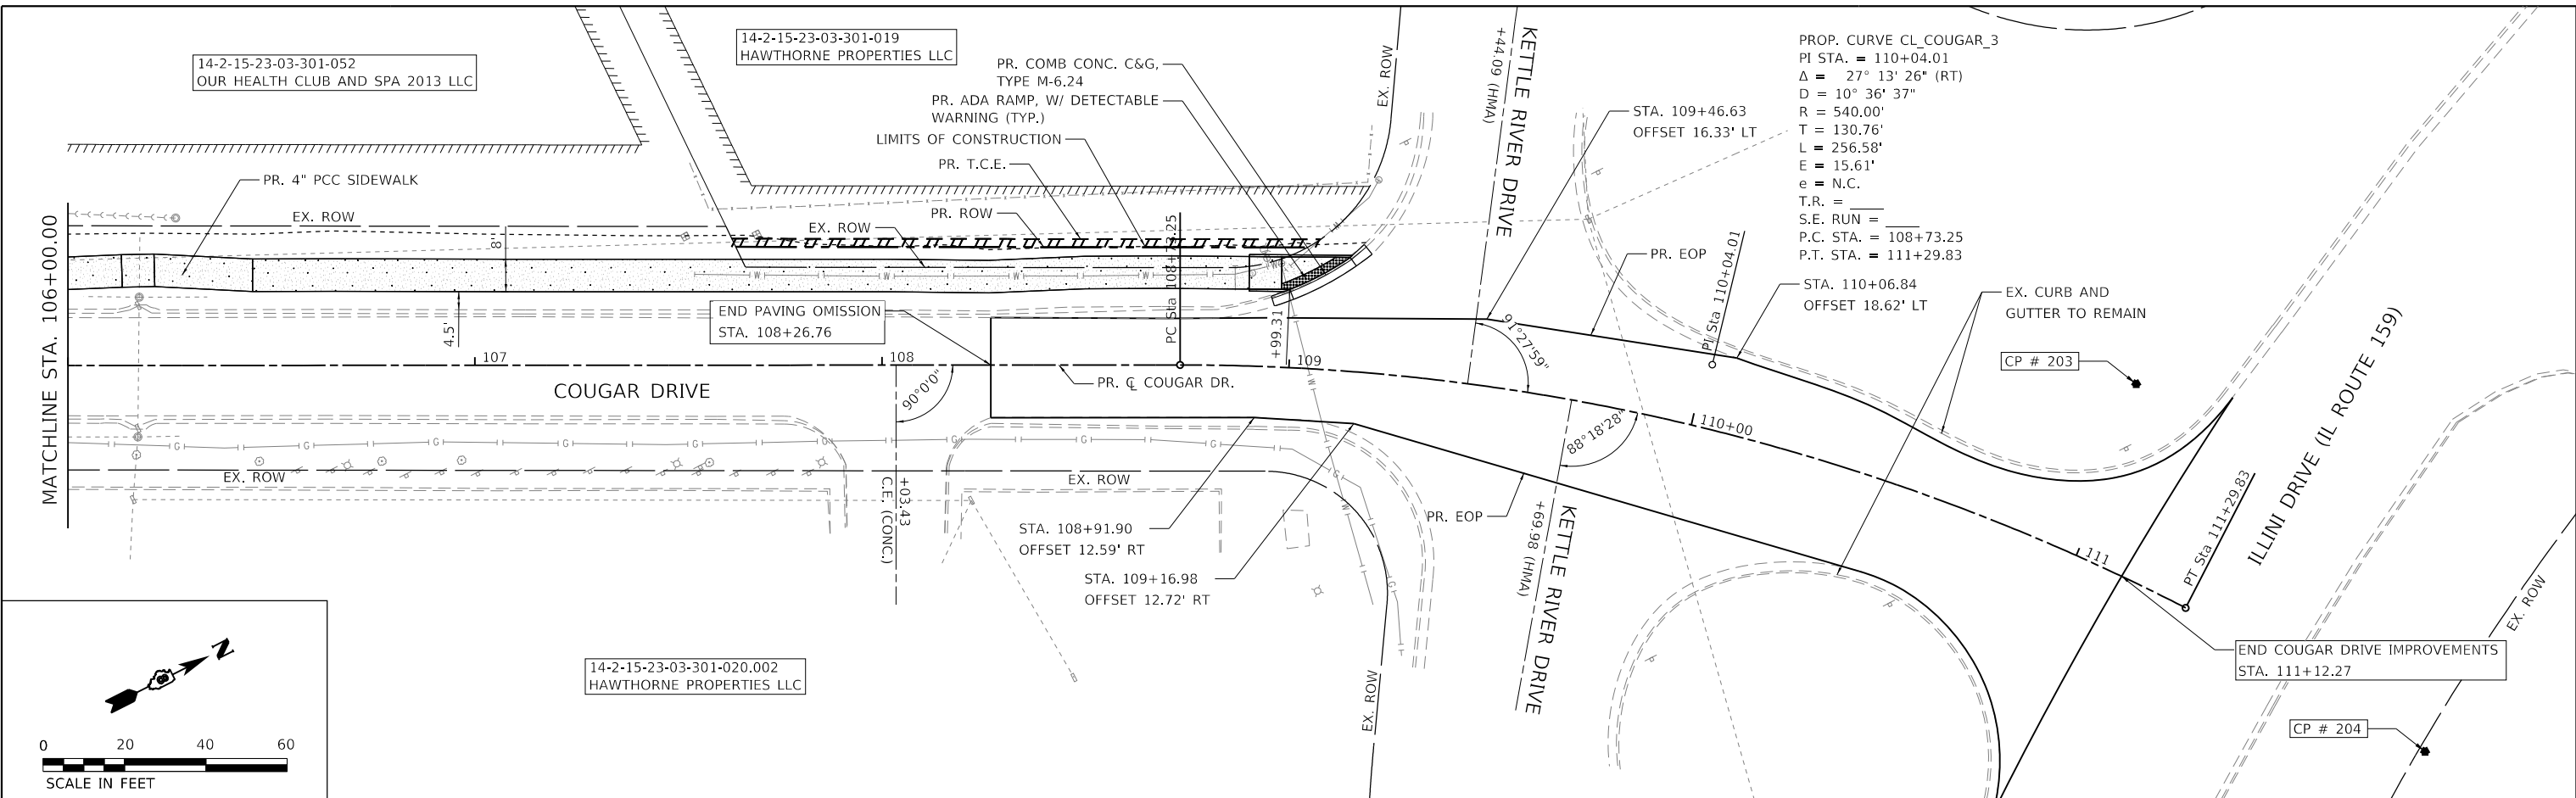 14-2-15-23-03-301-052
OUR HEALTH CLUB AND SPA 2013 LLC
14-2-15-23-03-301-019
HAWTHORNE PROPERTIES LLC
PR. COMB CONC. C&G,
TYPE M-6.24
PR. ADA RAMP, W/ DETECTABLE
WARNING (TYP.)
LIMITS OF CONSTRUCTION
PR. T.C.E.
PR. ROW
EX. ROW
PR. 4" PCC SIDEWALK
EX. ROW
8'
4.5'
EX. ROW
KETTLE RIVER DRIVE
+44.09 (HMA)
STA. 109+46.63
OFFSET 16.33' LT
PROP. CURVE CL_COUGAR_3
PI STA. = 110+04.01
Δ = 27° 13' 26" (RT)
D = 10° 36' 37"
R = 540.00'
T = 130.76'
L = 256.58'
E = 15.61'
e = N.C.
T.R. = ____
S.E. RUN = ____
P.C. STA. = 108+73.25
P.T. STA. = 111+29.83
PR. EOP
PI Sta 110+04.01
STA. 110+06.84
OFFSET 18.62' LT
EX. CURB AND
GUTTER TO REMAIN
CP # 203
ILLINI DRIVE (IL ROUTE 159)
MATCHLINE STA. 106+00.00
END PAVING OMISSION
STA. 108+26.76
PC Sta 108+73.25
+99.31
91°27'59"
107
108
109
110+00
111
COUGAR DRIVE
90°0'0"
PR. ℄ COUGAR DR.
88°18'28"
W W W W W
G G G G G G G G G
EX. ROW
EX. ROW
+03.43
C.E. (CONC.)
STA. 108+91.90
OFFSET 12.59' RT
STA. 109+16.98
OFFSET 12.72' RT
PR. EOP
KETTLE RIVER DRIVE
+69.98 (HMA)
PT Sta 111+29.83
EX. ROW
EX. ROW
END COUGAR DRIVE IMPROVEMENTS
STA. 111+12.27
CP # 204
14-2-15-23-03-301-020.002
HAWTHORNE PROPERTIES LLC
N
0 20 40 60
SCALE IN FEET